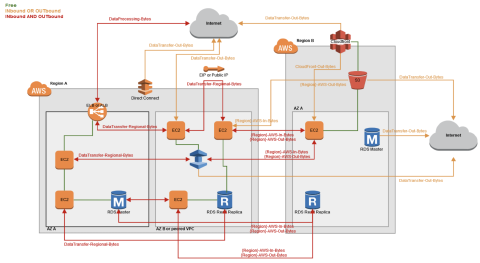 Free
INbound OR OUTbound
INbound AND OUTbound
DataProcessing-Bytes
Internet
DataTransfer-Out-Bytes
DataTransfer-Out-Bytes
DataTransfer-Out-Bytes
CloudFront
Region B
AWS
EIP or Public IP
CloudFront-Out-Bytes
S3
DataTransfer-Out-Bytes
Region A
AWS
Direct Connect
DataTransfer-Regional-Bytes
(Region)-AWS-Out-Bytes
AZ A
DataTransfer-Regional-Bytes
EC2
EC2
EC2
(Region)-AWS-In-Bytes
(Region)-AWS-Out-Bytes
RDS Master
DataTransfer-Out-Bytes
Internet
EC2
DataTransfer-Regional-Bytes
(Region)-AWS-In-Bytes
(Region)-AWS-Out-Bytes
DataTransfer-Out-Bytes
EC2
M
RDS Master
EC2
R
RDS Read Replica
R
RDS Read Replica
AZ A
AZ B or peered VPC
(Region)-AWS-In-Bytes
(Region)-AWS-Out-Bytes
DataTransfer-Regional-Bytes
(Region)-AWS-In-Bytes
(Region)-AWS-Out-Bytes